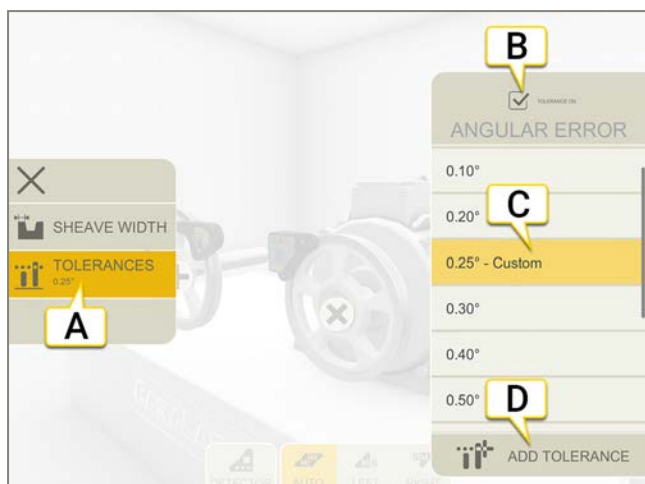 B
TOLERANCE ON
ANGULAR ERROR
0.10°
0.20°
C
0.25° - Custom
0.30°
0.40°
0.50°
D
ADD TOLERANCE
SHEAVE WIDTH
TOLERANCES
0.25°
A
DETECTOR
AUTO
LEFT
RIGHT